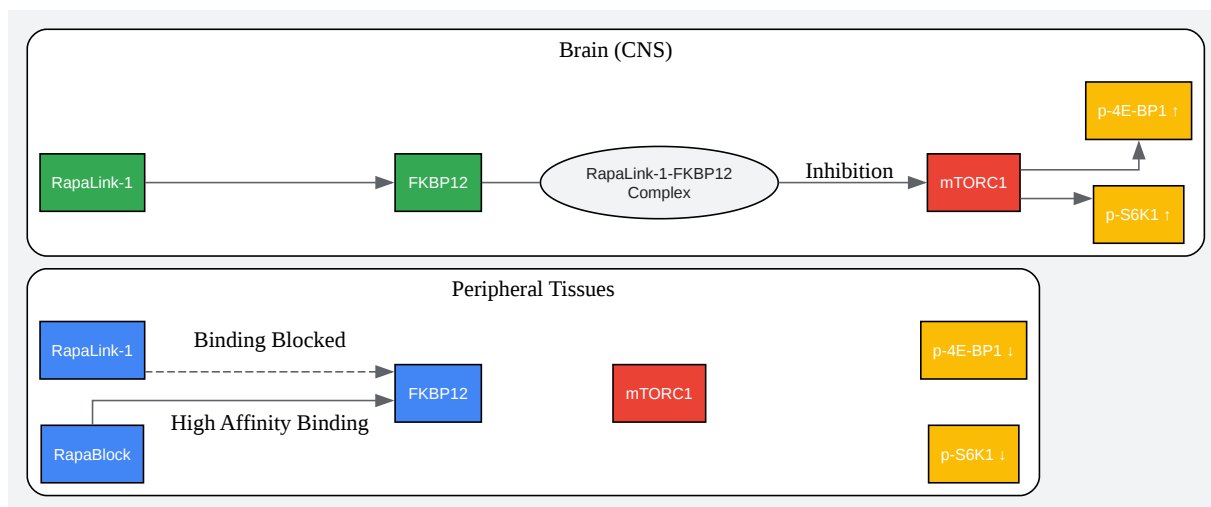 Brain (CNS)
p-4E-BP1 ↑
RapaLink-1
FKBP12
RapaLink-1-FKBP12
Complex
Inhibition
mTORC1
p-S6K1 ↑
Peripheral Tissues
RapaLink-1
Binding Blocked
p-4E-BP1 ↓
FKBP12
mTORC1
High Affinity Binding
RapaBlock
p-S6K1 ↓